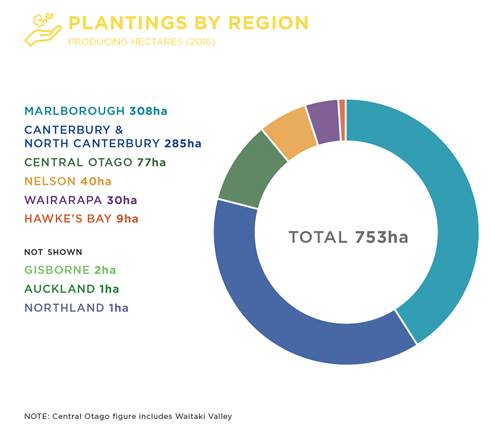 PLANTINGS BY REGION
PRODUCING HECTARES (2016)
MARLBOROUGH 308ha
CANTERBURY &
NORTH CANTERBURY 285ha
CENTRAL OTAGO 77ha
NELSON 40ha
WAIRARAPA 30ha
HAWKE'S BAY 9ha
NOT SHOWN
GISBORNE 2ha
AUCKLAND 1ha
NORTHLAND 1ha
TOTAL 753ha
NOTE: Central Otago figure includes Waitaki Valley